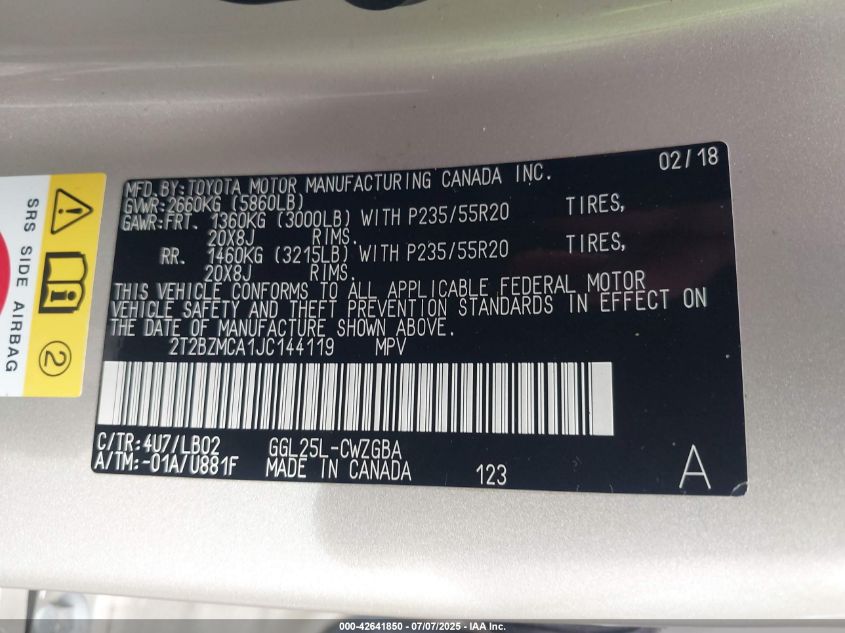 02/18
MFD. BY: TOYOTA MOTOR MANUFACTURING CANADA INC.
GVWR: 2660KG (5860LB)
GAWR: FRT. 1360KG (3000LB) WITH P235/55R20 TIRES,
20X8J RIMS.
RR. 1460KG (3215LB) WITH P235/55R20 TIRES,
20X8J RIMS.
THIS VEHICLE CONFORMS TO ALL APPLICABLE FEDERAL MOTOR
VEHICLE SAFETY AND THEFT PREVENTION STANDARDS IN EFFECT ON
THE DATE OF MANUFACTURE SHOWN ABOVE.
2T2BZMCA1JC144119 MPV
C/TR: 4U7/LB02 GGL25L-CWZGBA
A/TM: -01A/U881F MADE IN CANADA 123 A
SRS SIDE AIRBAG
2
000-42641850 - 07/07/2025 - IAA Inc.